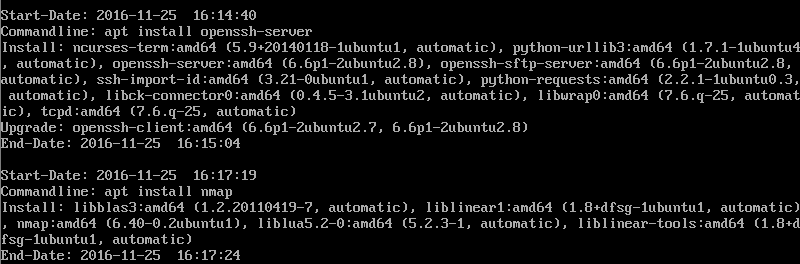 Start-Date: 2016-11-25  16:14:40
Commandline: apt install openssh-server
Install: ncurses-term:amd64 (5.9+20140118-1ubuntu1, automatic), python-urllib3:amd64 (1.7.1-1ubuntu4
, automatic), openssh-server:amd64 (6.6p1-2ubuntu2.8), openssh-sftp-server:amd64 (6.6p1-2ubuntu2.8,
automatic), ssh-import-id:amd64 (3.21-0ubuntu1, automatic), python-requests:amd64 (2.2.1-1ubuntu0.3,
 automatic), libck-connector0:amd64 (0.4.5-3.1ubuntu2, automatic), libwrap0:amd64 (7.6.q-25, automat
ic), tcpd:amd64 (7.6.q-25, automatic)
Upgrade: openssh-client:amd64 (6.6p1-2ubuntu2.7, 6.6p1-2ubuntu2.8)
End-Date: 2016-11-25  16:15:04

Start-Date: 2016-11-25  16:17:19
Commandline: apt install nmap
Install: libblas3:amd64 (1.2.20110419-7, automatic), liblinear1:amd64 (1.8+dfsg-1ubuntu1, automatic)
, nmap:amd64 (6.40-0.2ubuntu1), liblua5.2-0:amd64 (5.2.3-1, automatic), liblinear-tools:amd64 (1.8+d
fsg-1ubuntu1, automatic)
End-Date: 2016-11-25  16:17:24